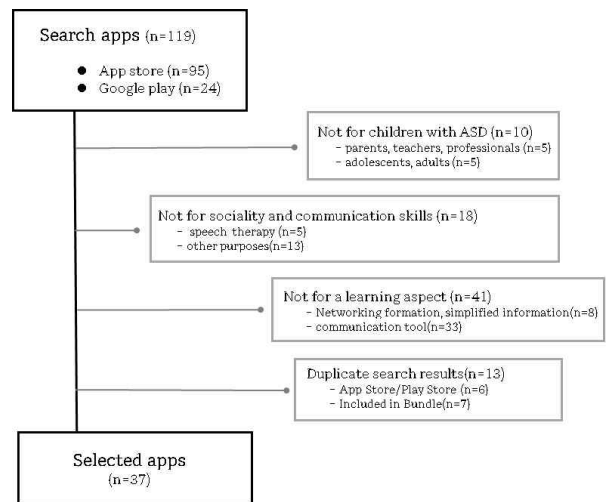 Search apps (n=119)
● App store (n=95)
● Google play (n=24)
Not for children with ASD (n=10)
- parents, teachers, professionals (n=5)
- adolescents, adults (n=5)
Not for sociality and communication skills (n=18)
- speech therapy (n=5)
- other purposes(n=13)
Not for a learning aspect (n=41)
- Networking formation, simplified information(n=8)
- communication tool(n=33)
Duplicate search results(n=13)
- App Store/Play Store (n=6)
- Included in Bundle(n=7)
Selected apps
(n=37)